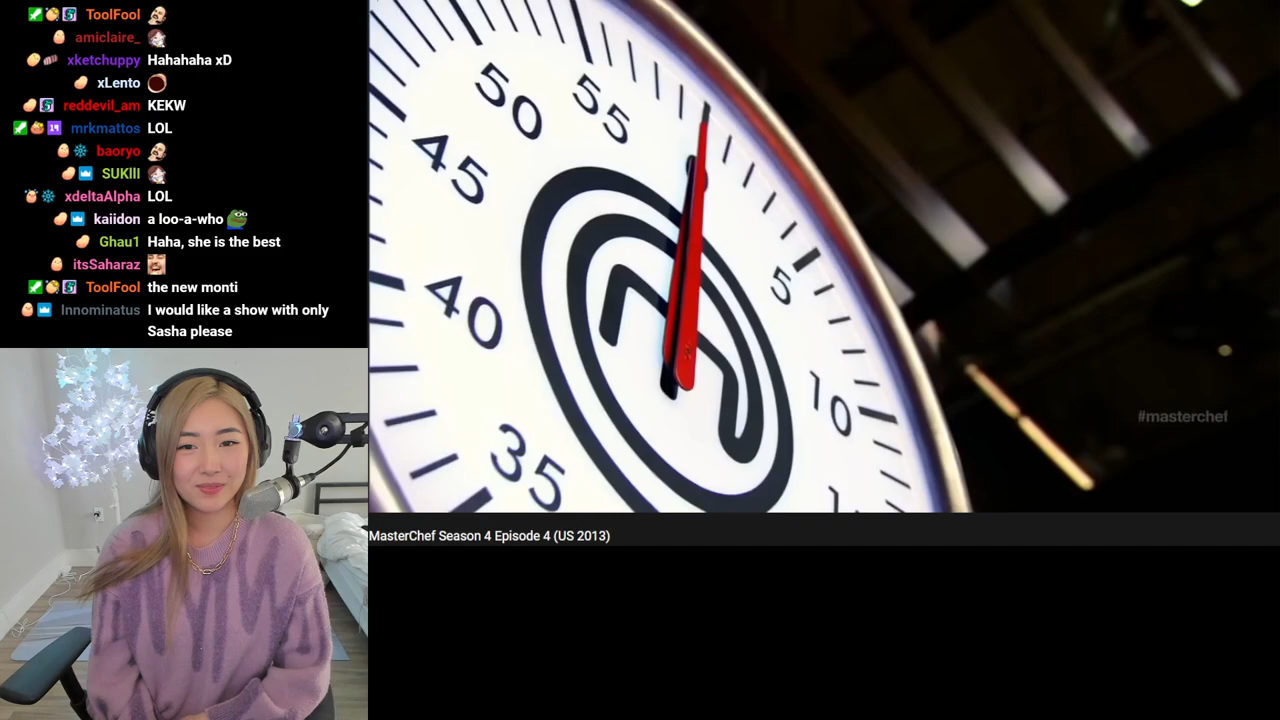 ToolFool
amiclaire_
xketchuppy Hahahaha xD
xLento
reddevil_am KEKW
19 mrkmattos LOL
baoryo
SUKIII
xdeltaAlpha LOL
kaiidon a loo-a-who
Ghau1 Haha, she is the best
itsSaharaz
ToolFool the new monti
Innominatus I would like a show with only
Sasha please
50
55
45
5
40
10
35
#masterchef
MasterChef Season 4 Episode 4 (US 2013)